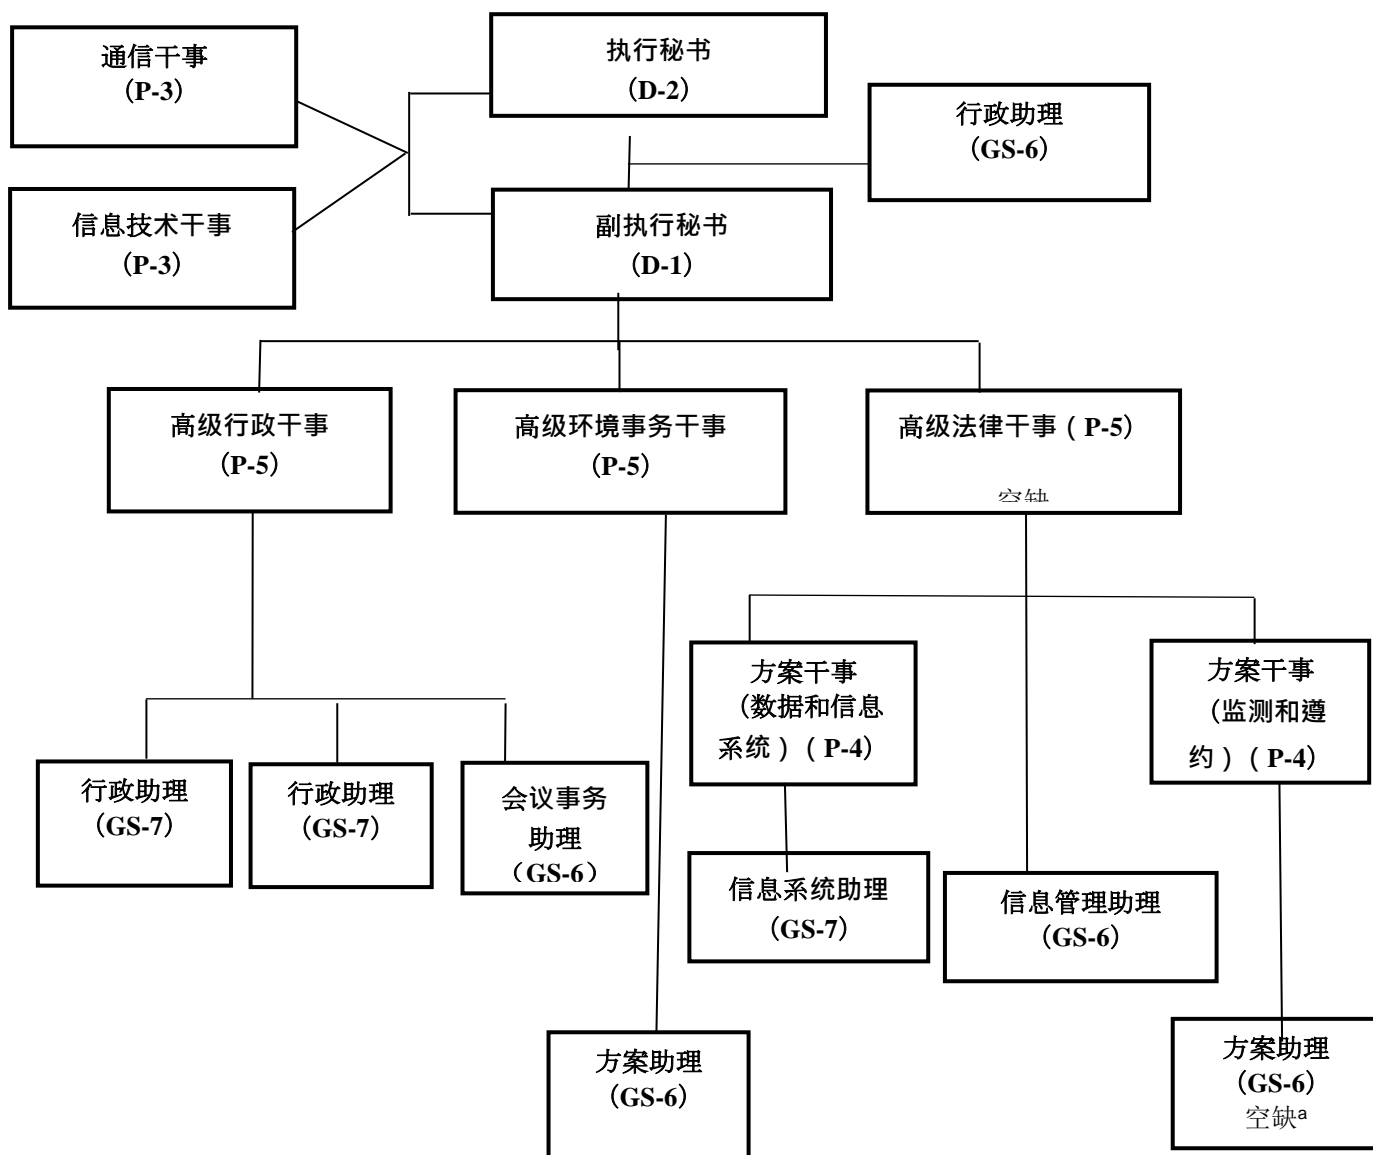 通信干事
（P-3）
执行秘书
（D-2）
行政助理
（GS-6）
信息技术干事
（P-3）
副执行秘书
（D-1）
高级行政干事
（P-5）
高级环境事务干事
（P-5）
高级法律干事（P-5）
空缺
方案干事
（数据和信息
系统）（P-4）
方案干事
（监测和遵
约）（P-4）
行政助理
（GS-7）
行政助理
（GS-7）
会议事务
助理
（GS-6）
信息系统助理
（GS-7）
信息管理助理
（GS-6）
方案助理
（GS-6）
方案助理
（GS-6）
空缺a